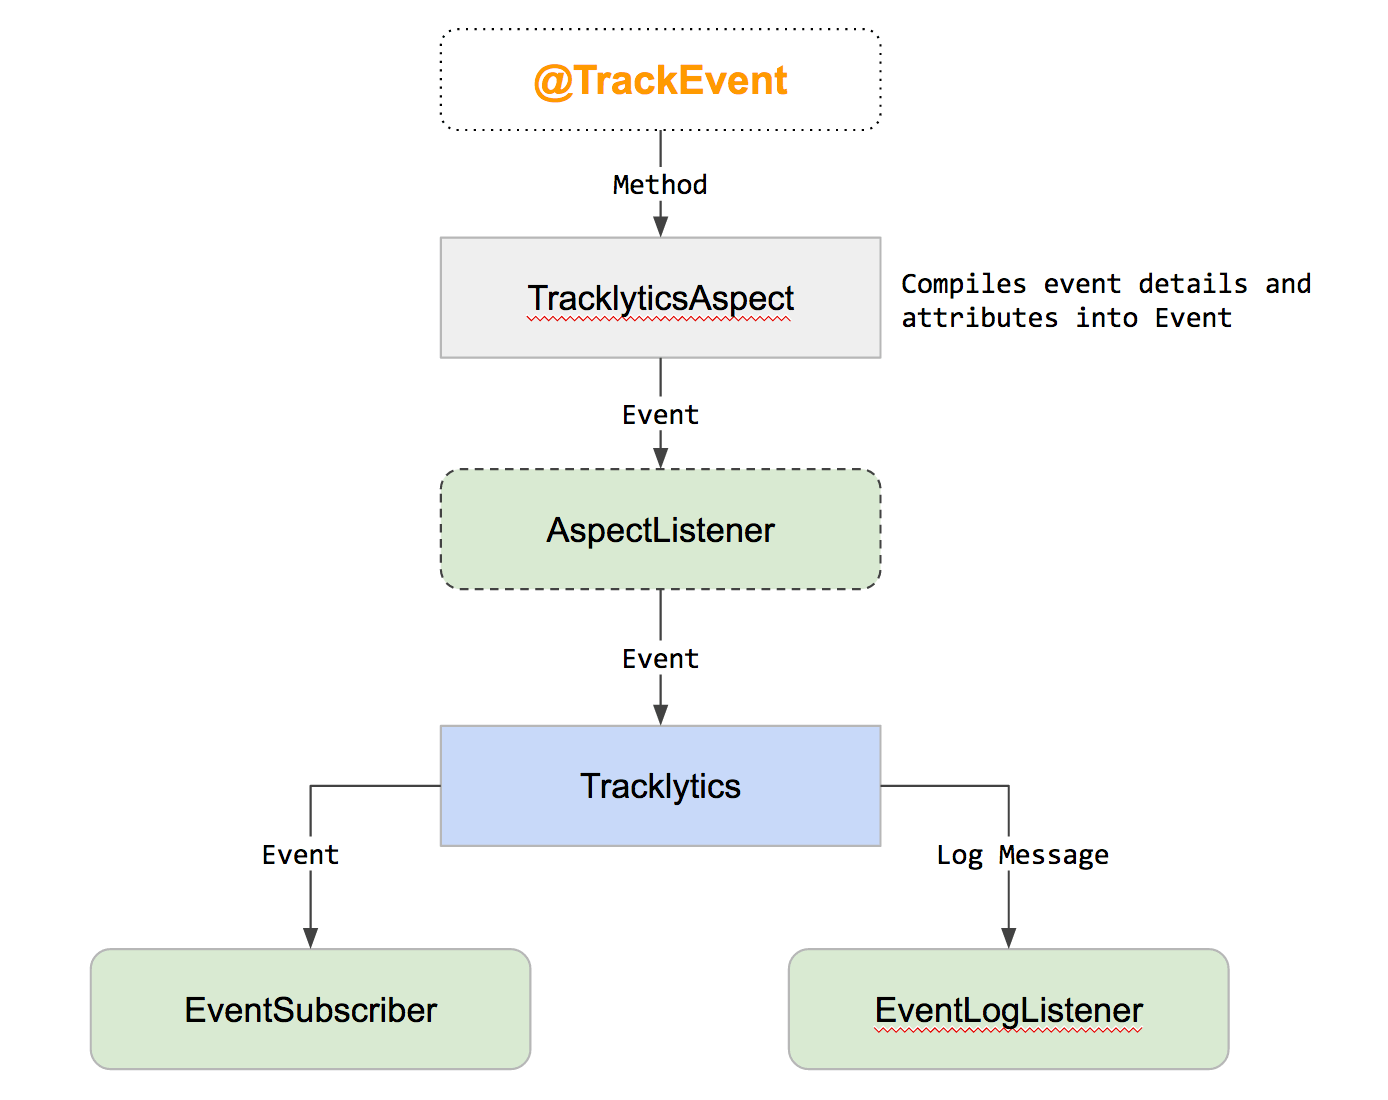 @TrackEvent
Method
TracklyticsAspect
Compiles event details and
attributes into Event
Event
AspectListener
Event
Tracklytics
Event
Log Message
EventSubscriber
EventLogListener